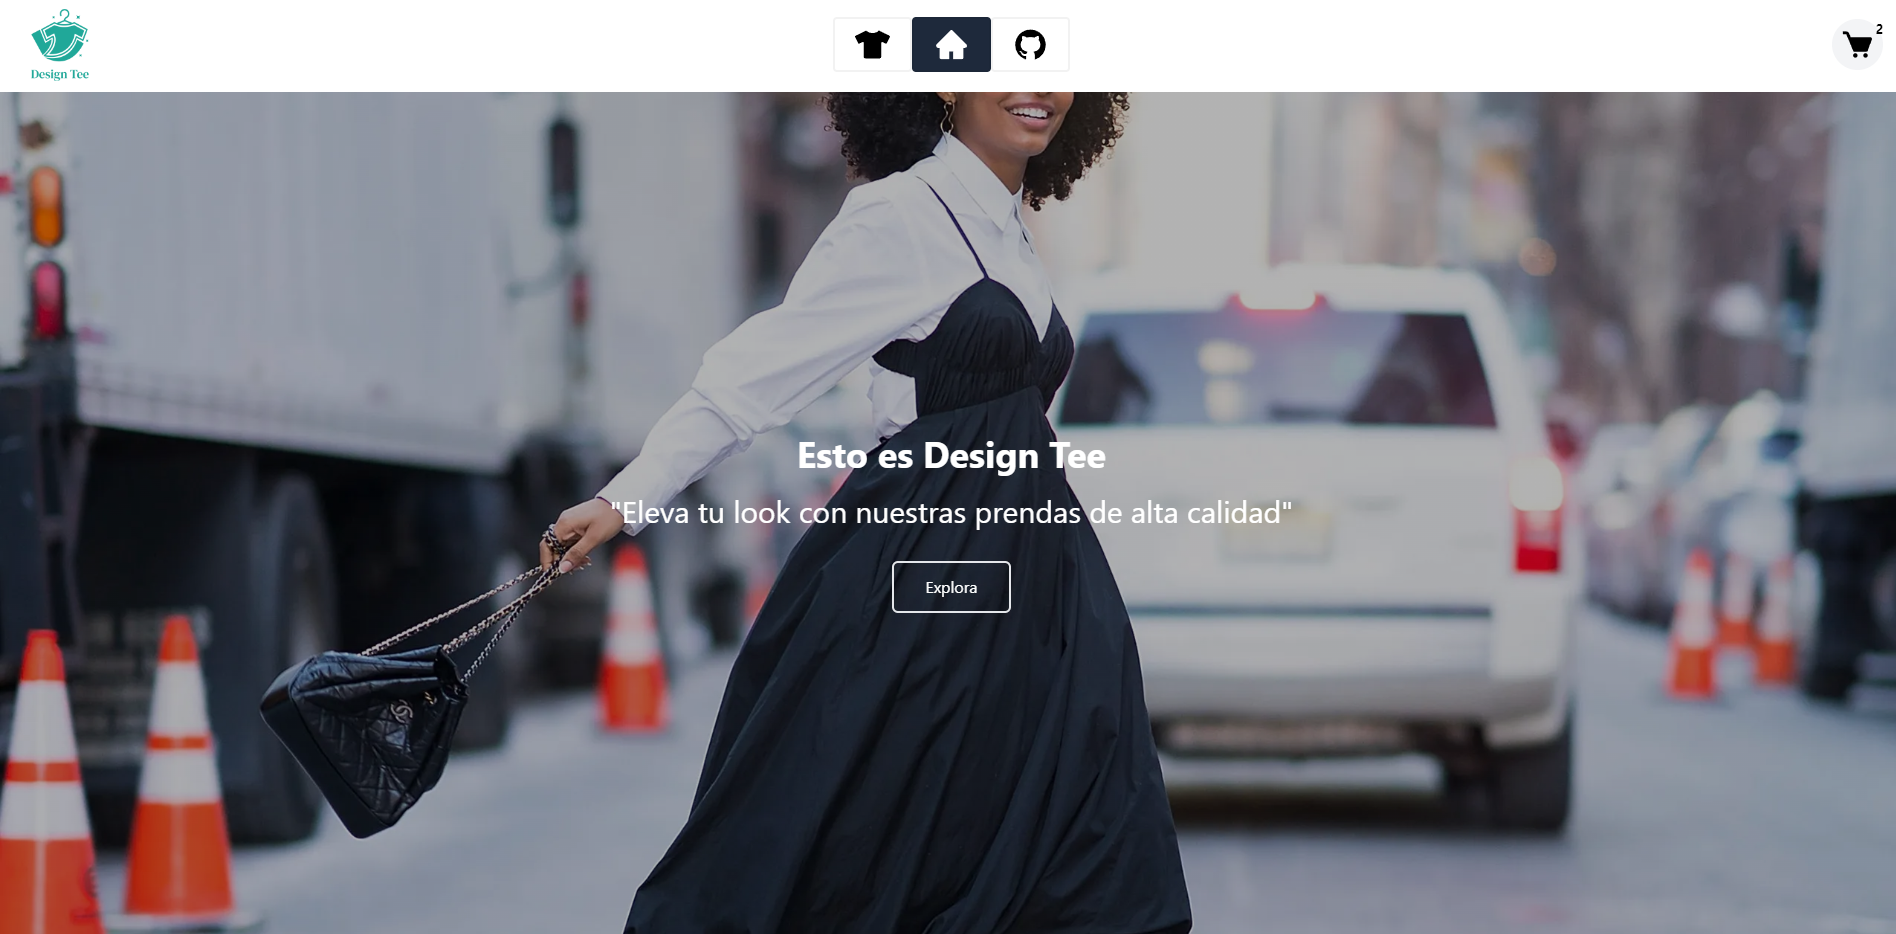 Design Tee
2
Esto es Design Tee
"Eleva tu look con nuestras prendas de alta calidad"
Explora